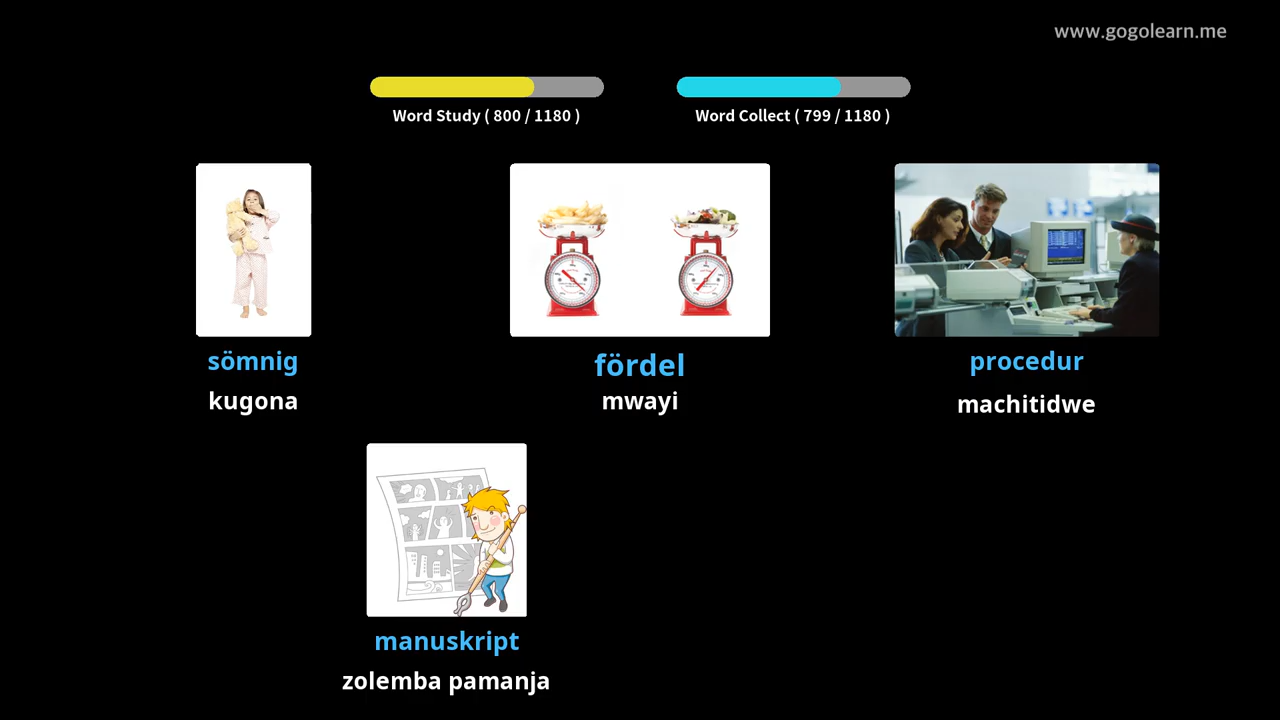 www.gogolearn.me
Word Study ( 800 / 1180 )
Word Collect ( 799 / 1180 )
sömnig
kugona
fördel
mwayi
procedur
machitidwe
manuskript
zolemba pamanja